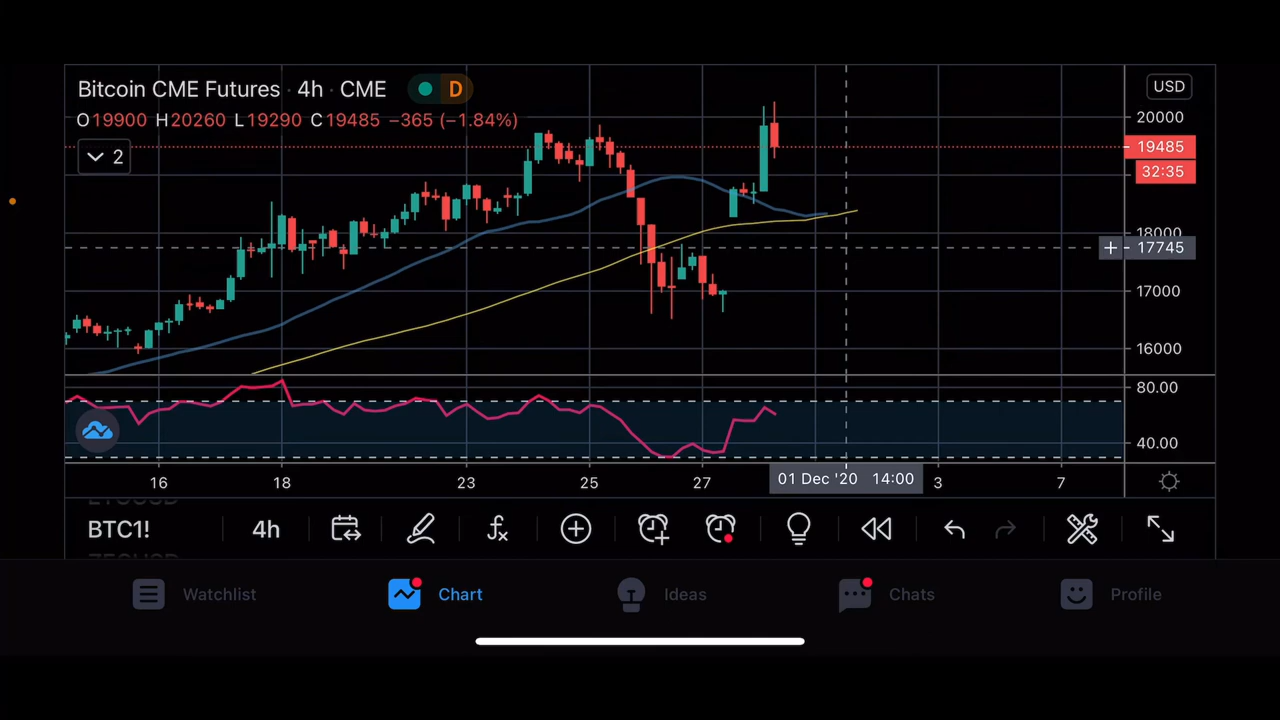 Bitcoin CME Futures · 4h · CME D
USD
O19900 H20260 L19290 C19485 −365 (−1.84%)
20000
19485
2
32:35
18000
17745
17000
16000
80.00
40.00
16 18 23 25 27 01 Dec '20 14:00 3 7
BTC1! 4h
Watchlist Chart Ideas Chats Profile